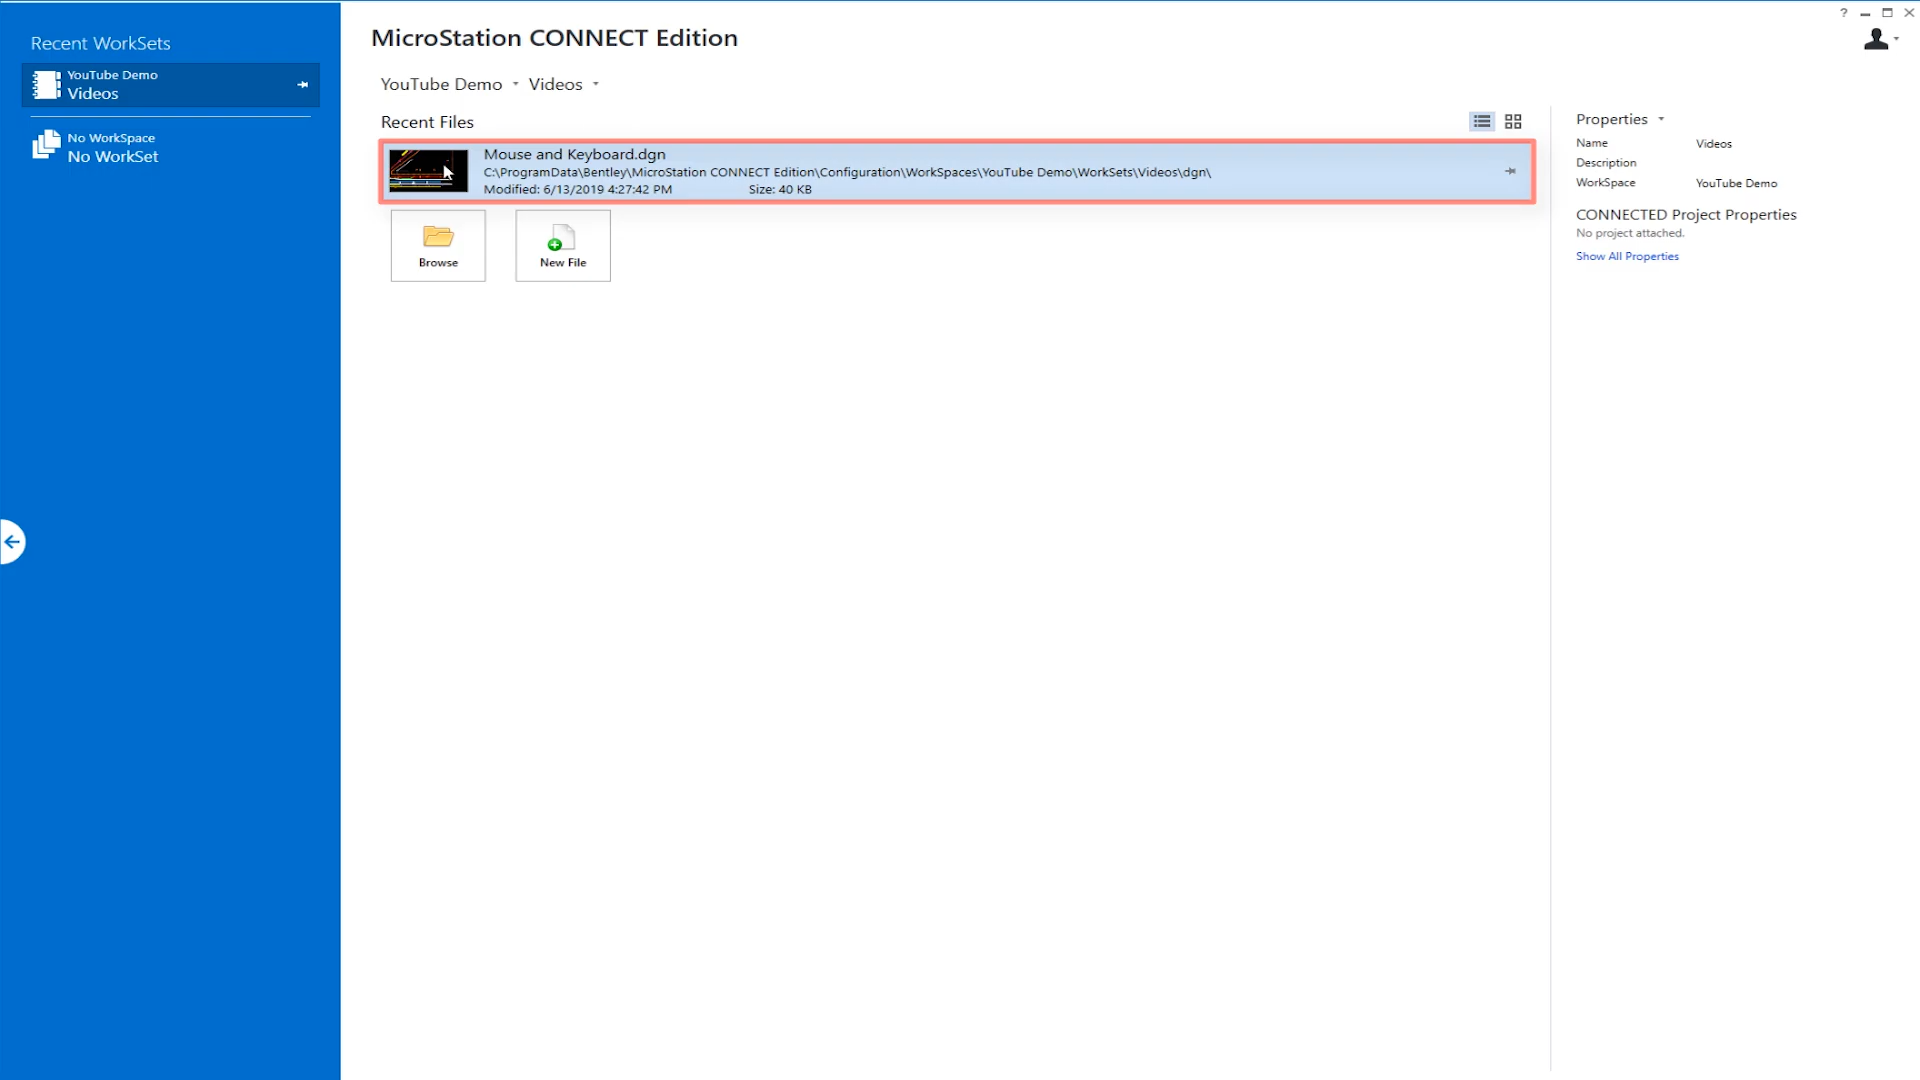 Recent WorkSets
YouTube Demo
Videos
No WorkSpace
No WorkSet
?
MicroStation CONNECT Edition
YouTube Demo Videos
Recent Files
Mouse and Keyboard.dgn
C:\ProgramData\Bentley\MicroStation CONNECT Edition\Configuration\WorkSpaces\YouTube Demo\WorkSets\Videos\dgn\
Modified: 6/13/2019 4:27:42 PM Size: 40 KB
Browse
New File
Properties
Name Videos
Description
WorkSpace YouTube Demo
CONNECTED Project Properties
No project attached.
Show All Properties